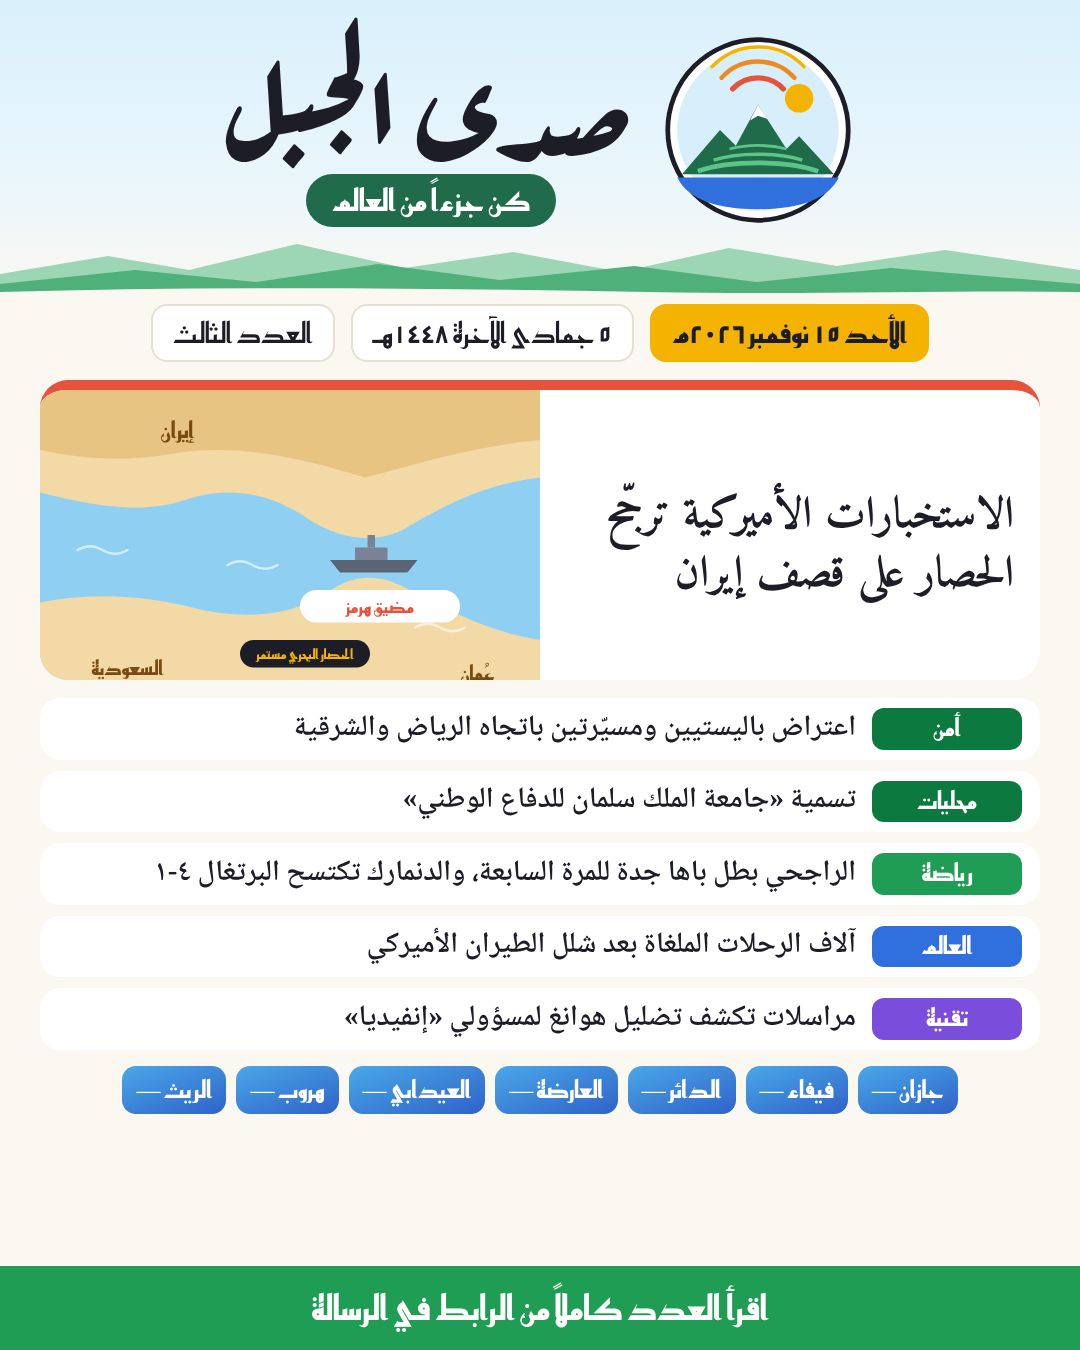 صدى الجبل
كن جزءاً من العالم
الأحد ١٥ نوفمبر ٢٠٢٦م
٥ جمادى الآخرة ١٤٤٨هـ
العدد الثالث
الاستخبارات الأميركية ترجّح
الحصار على قصف إيران
إيران
مضيق هرمز
الحصار البحري مستمر
السعودية
عُمان
أمن
اعتراض باليستيين ومسيّرتين باتجاه الرياض والشرقية
محليات
تسمية «جامعة الملك سلمان للدفاع الوطني»
رياضة
الراجحي بطل باها جدة للمرة السابعة، والدنمارك تكتسح البرتغال ٤-١
العالم
آلاف الرحلات الملغاة بعد شلل الطيران الأميركي
تقنية
مراسلات تكشف تضليل هوانغ لمسؤولي «إنفيديا»
جازان —
فيفاء —
الدائر —
العارضة —
العيدابي —
هروب —
الريث —
اقرأ العدد كاملاً من الرابط في الرسالة